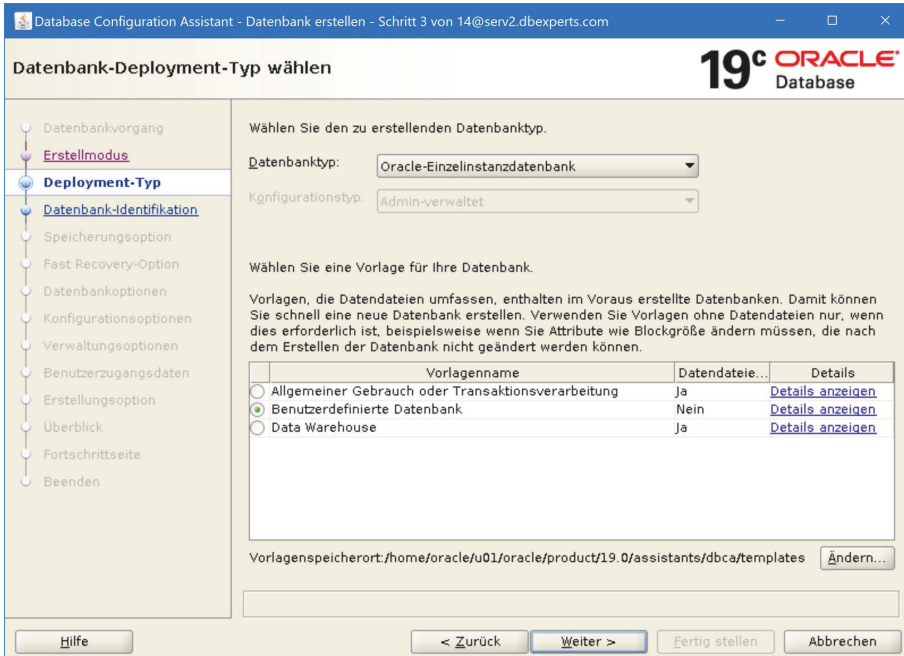 Database Configuration Assistant - Datenbank erstellen - Schritt 3 von 14@serv2.dbexperts.com
Datenbank-Deployment-Typ wählen
19c ORACLE Database
Datenbankvorgang
Erstellmodus
Deployment-Typ
Datenbank-Identifikation
Speicherungsoption
Fast Recovery-Option
Datenbankoptionen
Konfigurationsoptionen
Verwaltungsoptionen
Benutzerzugangsdaten
Erstellungsoption
Überblick
Fortschrittseite
Beenden
Wählen Sie den zu erstellenden Datenbanktyp.
Datenbanktyp: Oracle-Einzelinstanzdatenbank
Konfigurationstyp: Admin-verwaltet
Wählen Sie eine Vorlage für Ihre Datenbank.
Vorlagen, die Datendateien umfassen, enthalten im Voraus erstellte Datenbanken. Damit können
Sie schnell eine neue Datenbank erstellen. Verwenden Sie Vorlagen ohne Datendateien nur, wenn
dies erforderlich ist, beispielsweise wenn Sie Attribute wie Blockgröße ändern müssen, die nach
dem Erstellen der Datenbank nicht geändert werden können.
Vorlagenname Datendateie... Details
Allgemeiner Gebrauch oder Transaktionsverarbeitung Ja Details anzeigen
Benutzerdefinierte Datenbank Nein Details anzeigen
Data Warehouse Ja Details anzeigen
Vorlagenspeicherort:/home/oracle/u01/oracle/product/19.0/assistants/dbca/templates Ändern...
Hilfe < Zurück Weiter > Fertig stellen Abbrechen